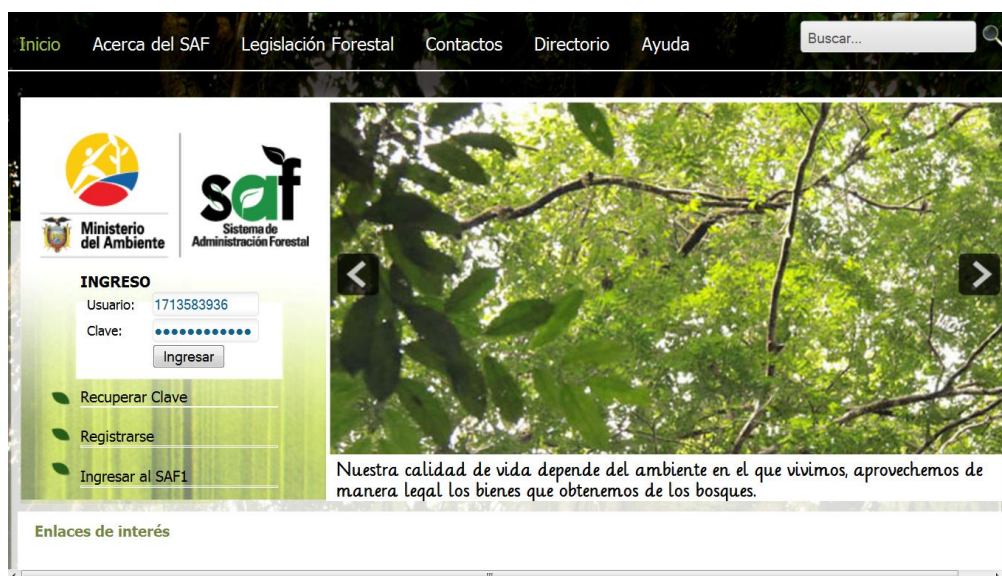 Inicio Acerca del SAF Legislación Forestal Contactos Directorio Ayuda Buscar...
Ministerio
del Ambiente
saf
Sistema de
Administración Forestal
INGRESO
Usuario: 1713583936
Clave: ●●●●●●●●●●●●
Ingresar
Recuperar Clave
Registrarse
Ingresar al SAF1
Nuestra calidad de vida depende del ambiente en el que vivimos, aprovechemos de
manera legal los bienes que obtenemos de los bosques.
Enlaces de interés